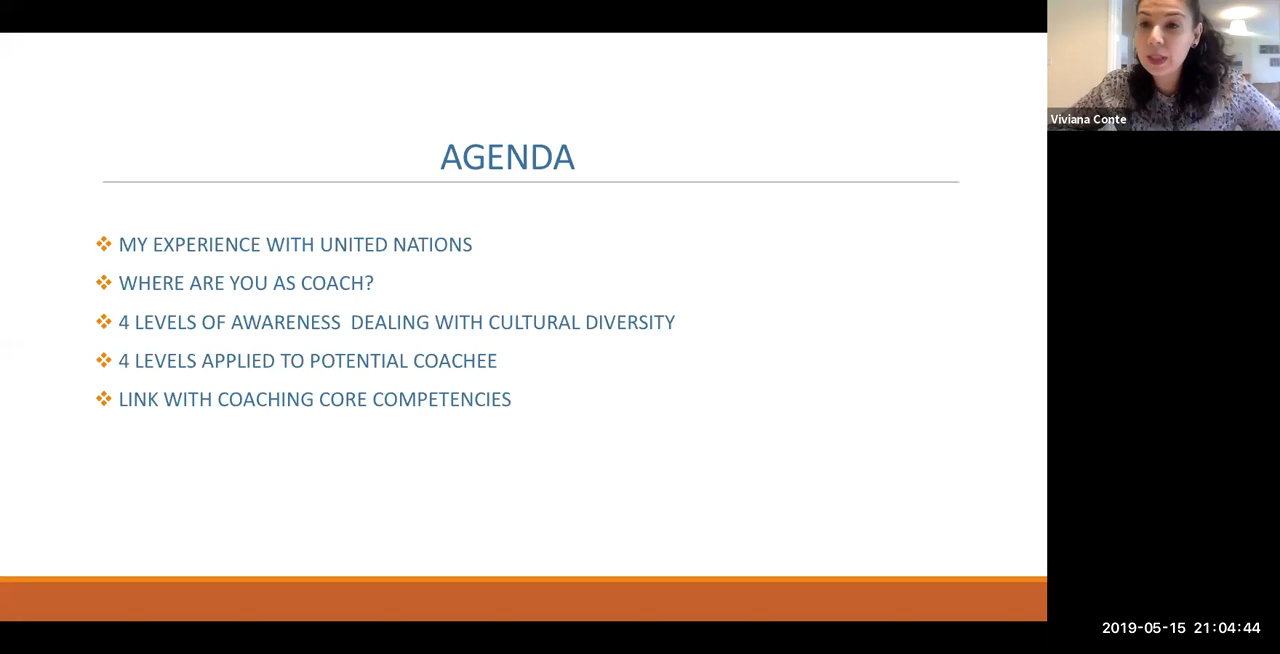 Viviana Conte
AGENDA
MY EXPERIENCE WITH UNITED NATIONS
WHERE ARE YOU AS COACH?
4 LEVELS OF AWARENESS  DEALING WITH CULTURAL DIVERSITY
4 LEVELS APPLIED TO POTENTIAL COACHEE
LINK WITH COACHING CORE COMPETENCIES
2019-05-15 21:04:44